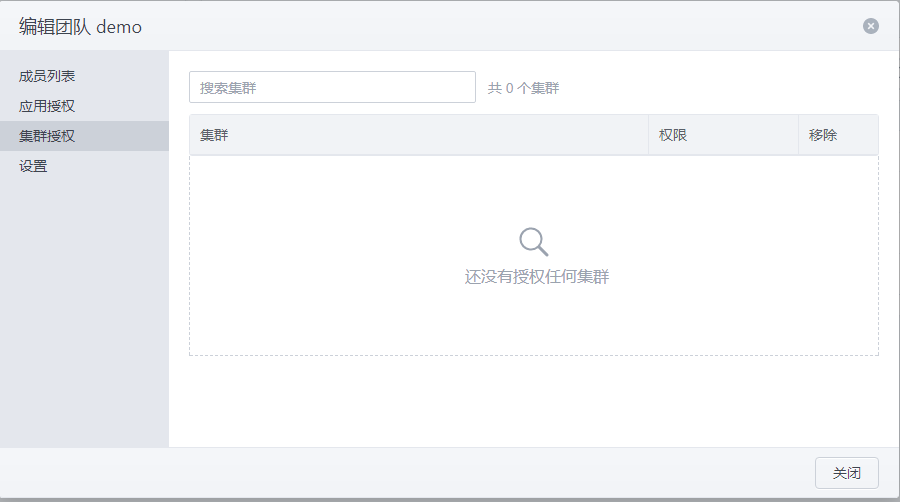 编辑团队 demo
成员列表
应用授权
集群授权
设置
搜索集群
共 0 个集群
集群 权限 移除
还没有授权任何集群
关闭